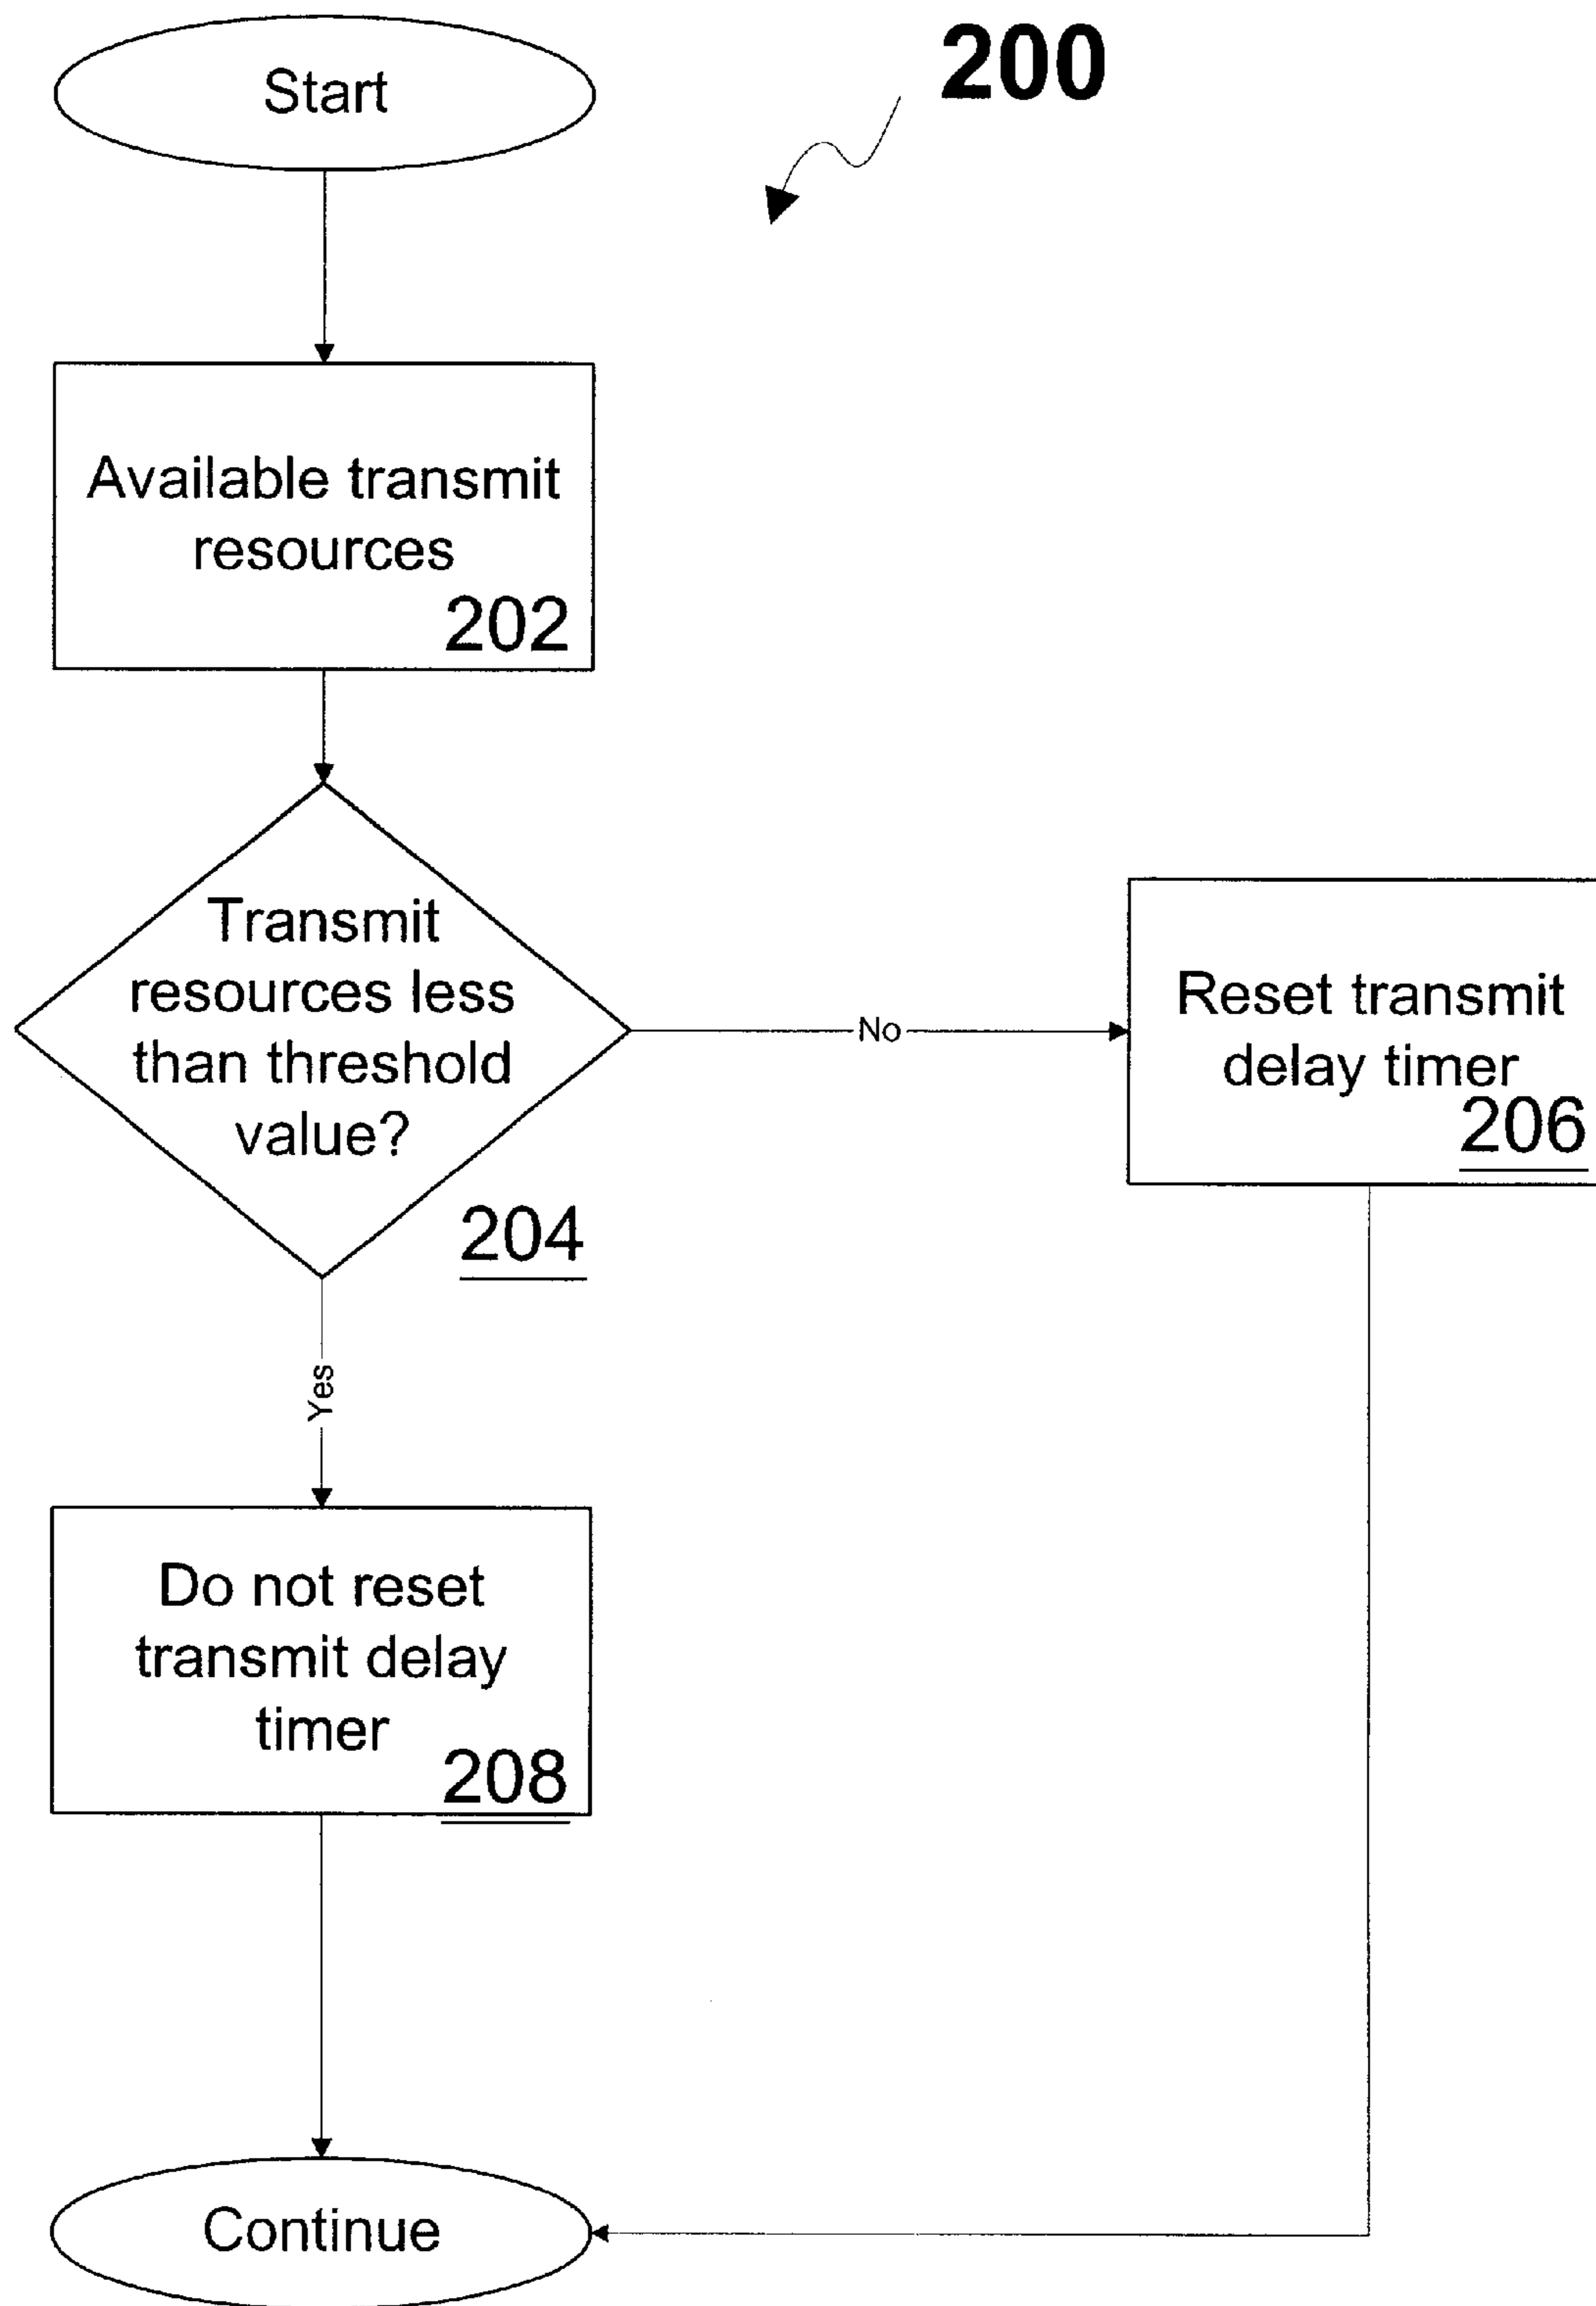 200
Start
Available transmit
resources
202
Transmit
resources less
than threshold
value?
204
No
Reset transmit
delay timer
206
Yes
Do not reset
transmit delay
timer
208
Continue